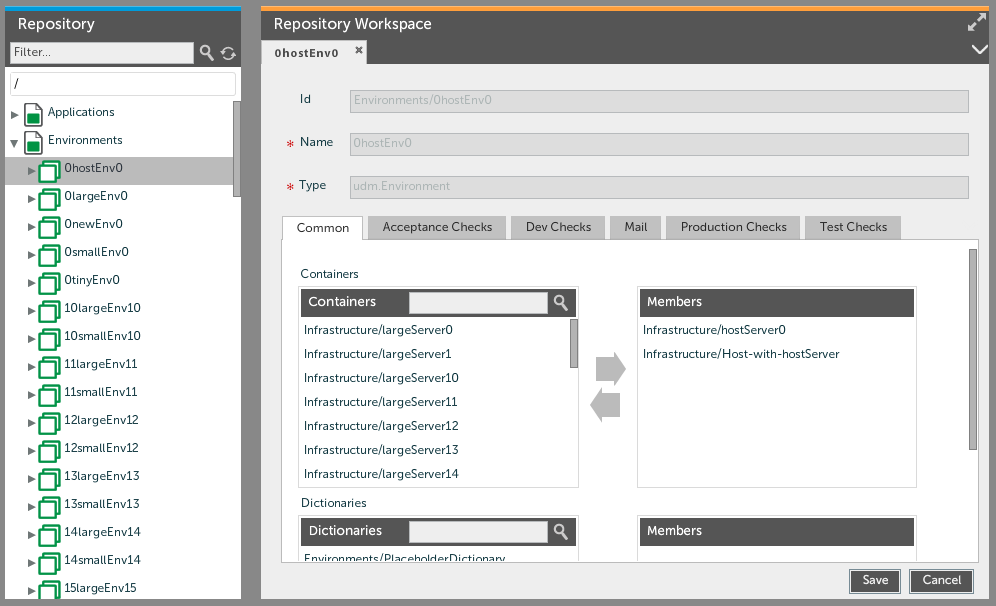 Repository
Filter...
/
Applications
Environments
0hostEnv0
0largeEnv0
0newEnv0
0smallEnv0
0tinyEnv0
10largeEnv10
10smallEnv10
11largeEnv11
11smallEnv11
12largeEnv12
12smallEnv12
13largeEnv13
13smallEnv13
14largeEnv14
14smallEnv14
15largeEnv15
Repository Workspace
0hostEnv0
Id Environments/0hostEnv0
* Name 0hostEnv0
* Type udm.Environment
Common Acceptance Checks Dev Checks Mail Production Checks Test Checks
Containers
Containers
Infrastructure/largeServer0
Infrastructure/largeServer1
Infrastructure/largeServer10
Infrastructure/largeServer11
Infrastructure/largeServer12
Infrastructure/largeServer13
Infrastructure/largeServer14
Members
Infrastructure/hostServer0
Infrastructure/Host-with-hostServer
Dictionaries
Dictionaries
Environments/PlaceholderDictionary
Members
Save Cancel